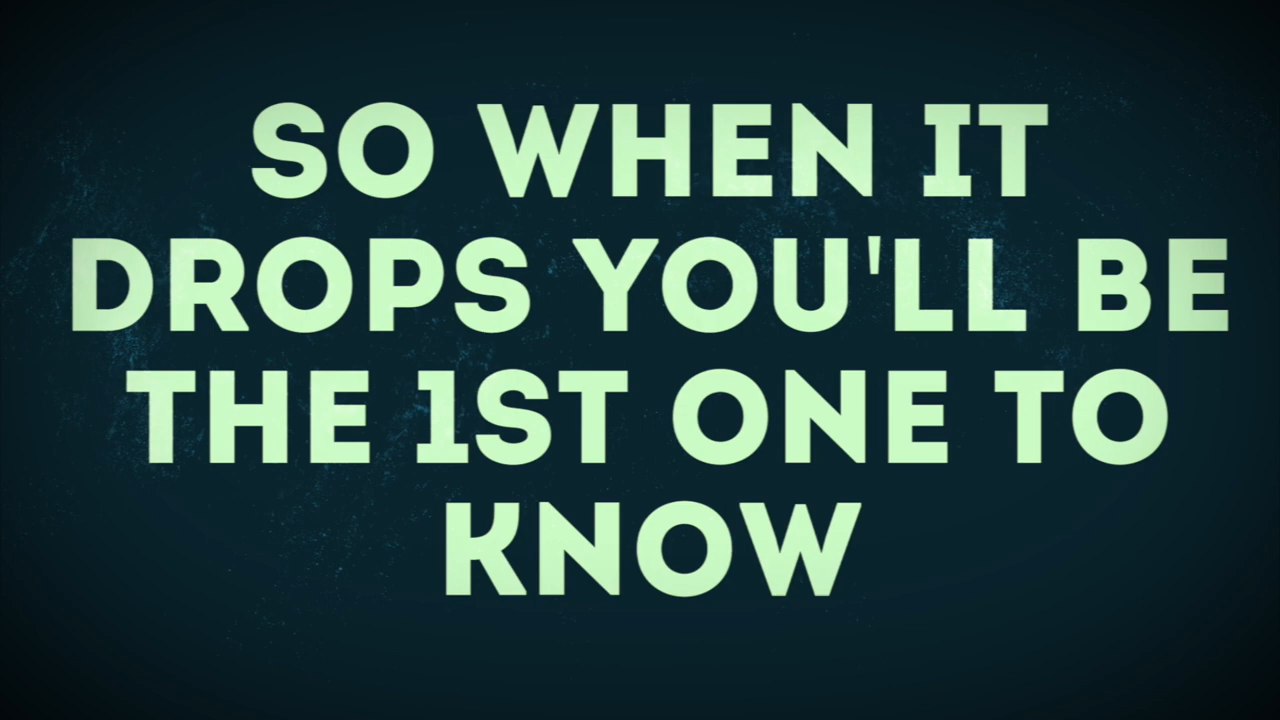 SO WHEN IT
DROPS YOU'LL BE
THE 1ST ONE TO
KNOW